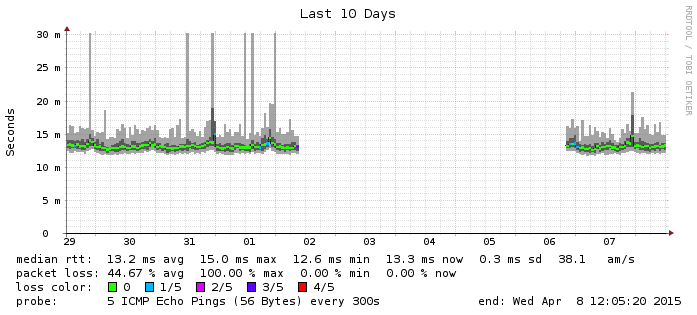 Last 10 Days
RRDTOOL / TOBI OETIKER
Seconds
30 m
25 m
20 m
15 m
10 m
5 m
0
29 30 31 01 02 03 04 05 06 07
median rtt: 13.2 ms avg 15.0 ms max 12.6 ms min 13.3 ms now 0.3 ms sd 38.1 am/s
packet loss: 44.67 % avg 100.00 % max 0.00 % min 0.00 % now
loss color: 0 1/5 2/5 3/5 4/5
probe: 5 ICMP Echo Pings (56 Bytes) every 300s end: Wed Apr 8 12:05:20 2015